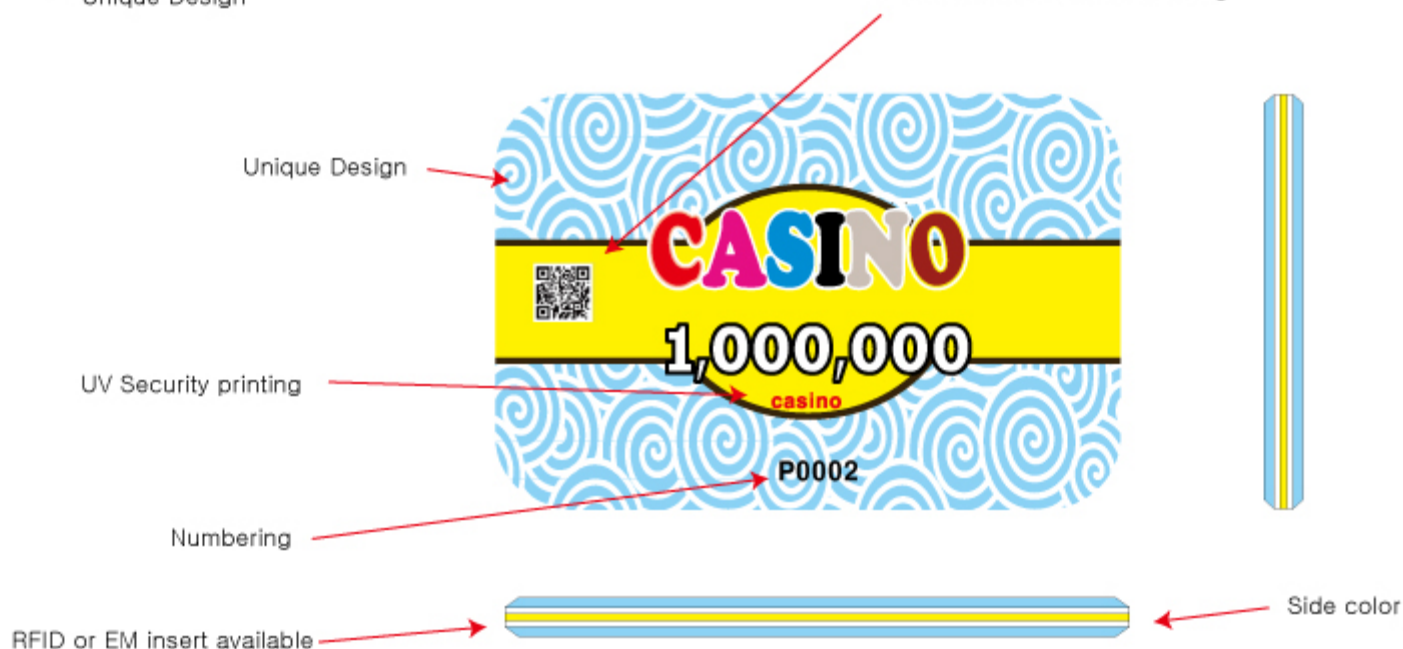 Unique Design
Unique Design
CASINO
1,000,000
UV Security printing
casino
P0002
Numbering
Side color
RFID or EM insert available